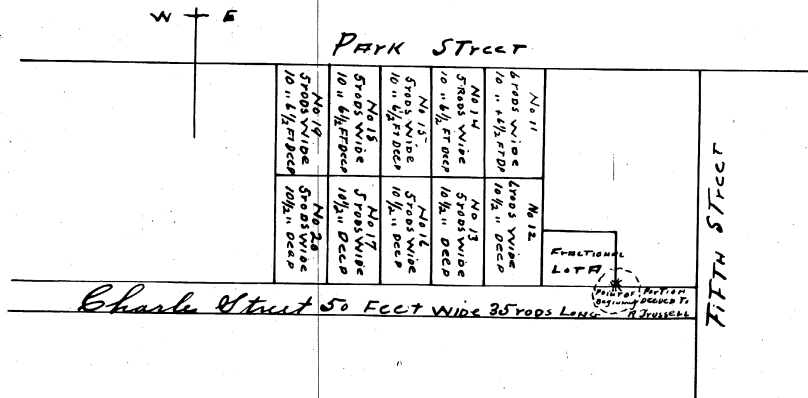 W E
PArK STreeT
No 19
5 rods WIDE
10 " 6 1/2 FT Deep
No 15
5 rods WIDE
10 " 6 1/2 FT DeeP
No 15
5 rods WIDE
10 " 6 1/2 FT DeeP
No 14
5 RODS WIDE
10 " 6 1/2 FT DEEP
No 11
6 rods WIDE
10 " + 6 1/2 FT DP
No 20
5 rods WIDE
10 1/2 " DeeP
No 17
5 rods WIDE
10 1/2 " DeeP
No 16
5 rods WIDE
10 1/2 " DeeP
No 13
5 rods WIDE
10 1/2 " DeeP
No 12
6 rods WIDE
10 1/2 " DeeP
FrACTIONAL
LOT A
POINT OF
Beginning
PorTION
DEEDED To
R Trussell
Charles Street 50 Feet WIDE 35 rods Long
FIFTH STreeT